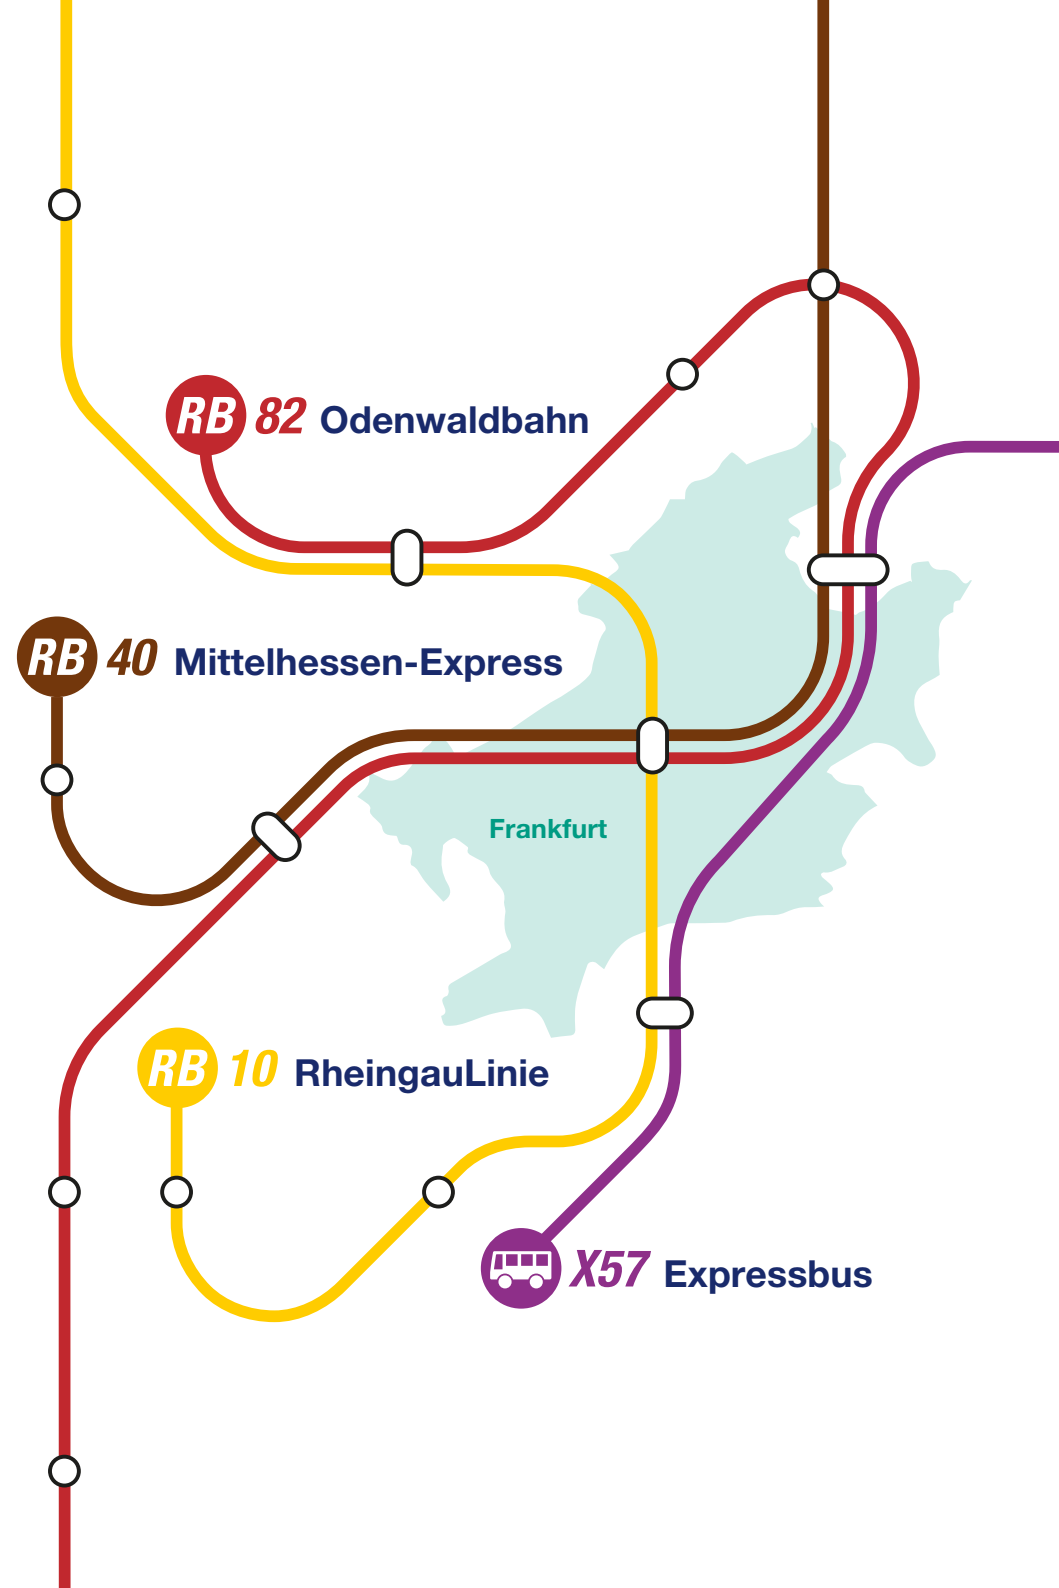 RB 82 Odenwaldbahn
RB 40 Mittelhessen-Express
Frankfurt
RB 10 RheingauLinie
X57 Expressbus